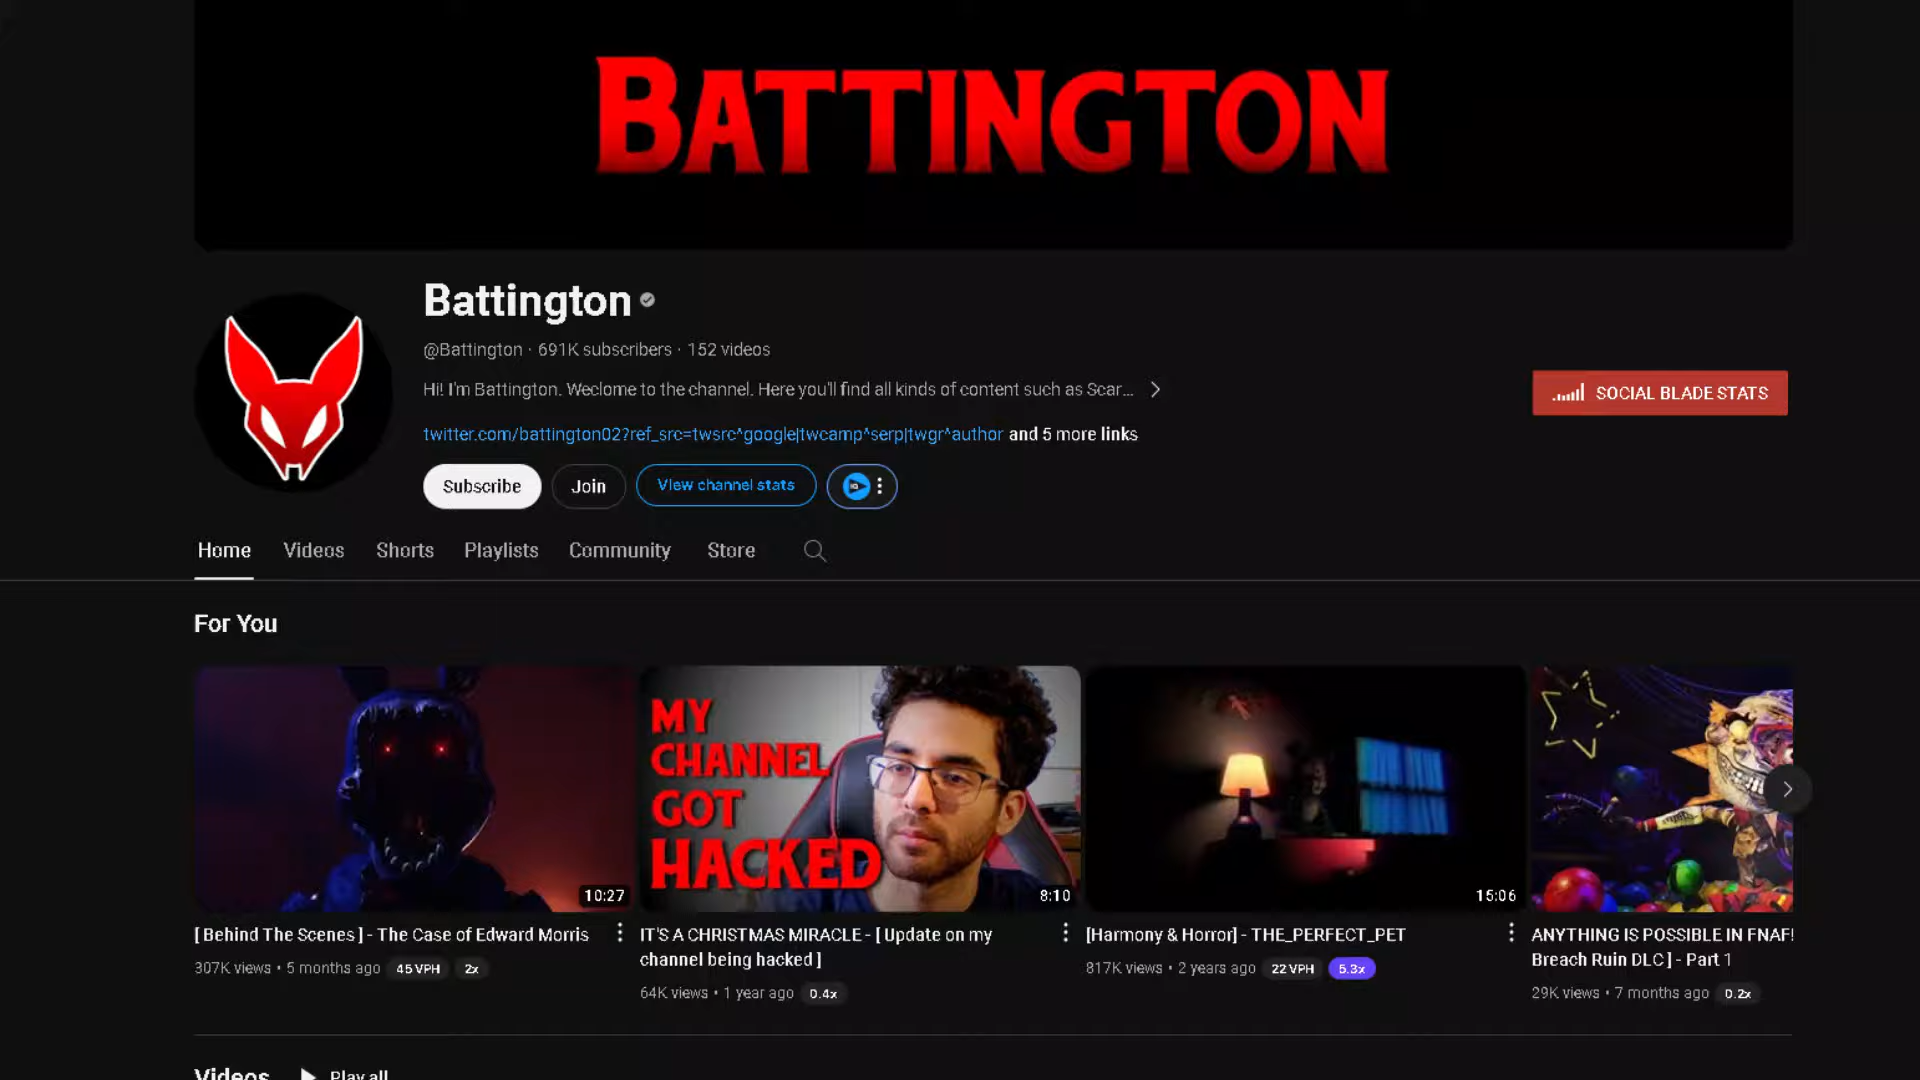 BATTINGTON
Battington
@Battington · 691K subscribers · 152 videos
Hi! I'm Battington. Weclome to the channel. Here you'll find all kinds of content such as Scar...
twitter.com/battington02?ref_src=twsrc^google|twcamp^serp|twgr^author and 5 more links
SOCIAL BLADE STATS
Subscribe
Join
View channel stats
Home
Videos
Shorts
Playlists
Community
Store
For You
10:27
MY
CHANNEL
GOT
HACKED
8:10
15:06
[ Behind The Scenes ] - The Case of Edward Morris
307K views • 5 months ago 45 VPH 2x
IT'S A CHRISTMAS MIRACLE - [ Update on my
channel being hacked ]
64K views • 1 year ago 0.4x
[Harmony & Horror] - THE_PERFECT_PET
817K views • 2 years ago 22 VPH 5.3x
ANYTHING IS POSSIBLE IN FNAF!
Breach Ruin DLC ] - Part 1
29K views • 7 months ago 0.2x
Videos
Play all